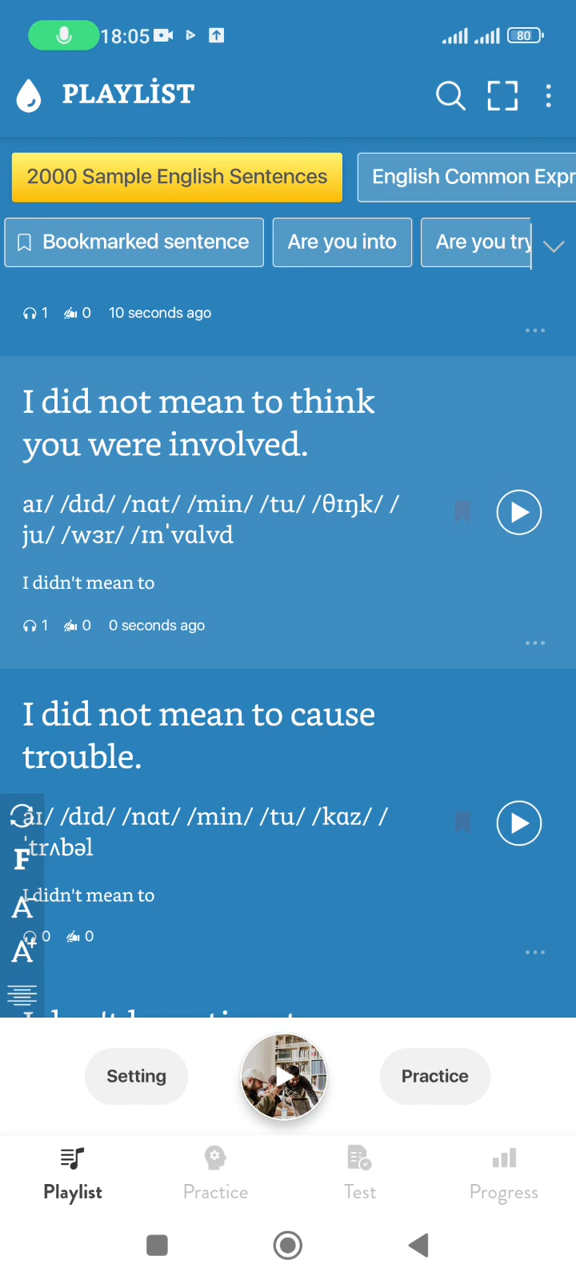 18:05
80
PLAYLİST
2000 Sample English Sentences
English Common Expr
Bookmarked sentence
Are you into
Are you try
1 0 10 seconds ago
I did not mean to think
you were involved.
aɪ/ /dɪd/ /nɑt/ /min/ /tu/ /θɪŋk/ /
ju/ /wɜr/ /ɪnˈvɑlvd
I didn't mean to
1 0 0 seconds ago
I did not mean to cause
trouble.
aɪ/ /dɪd/ /nɑt/ /min/ /tu/ /kɑz/ /
ˈtrʌbəl
F
I didn't mean to
A-
0 0
A+
Setting
Practice
Playlist
Practice
Test
Progress